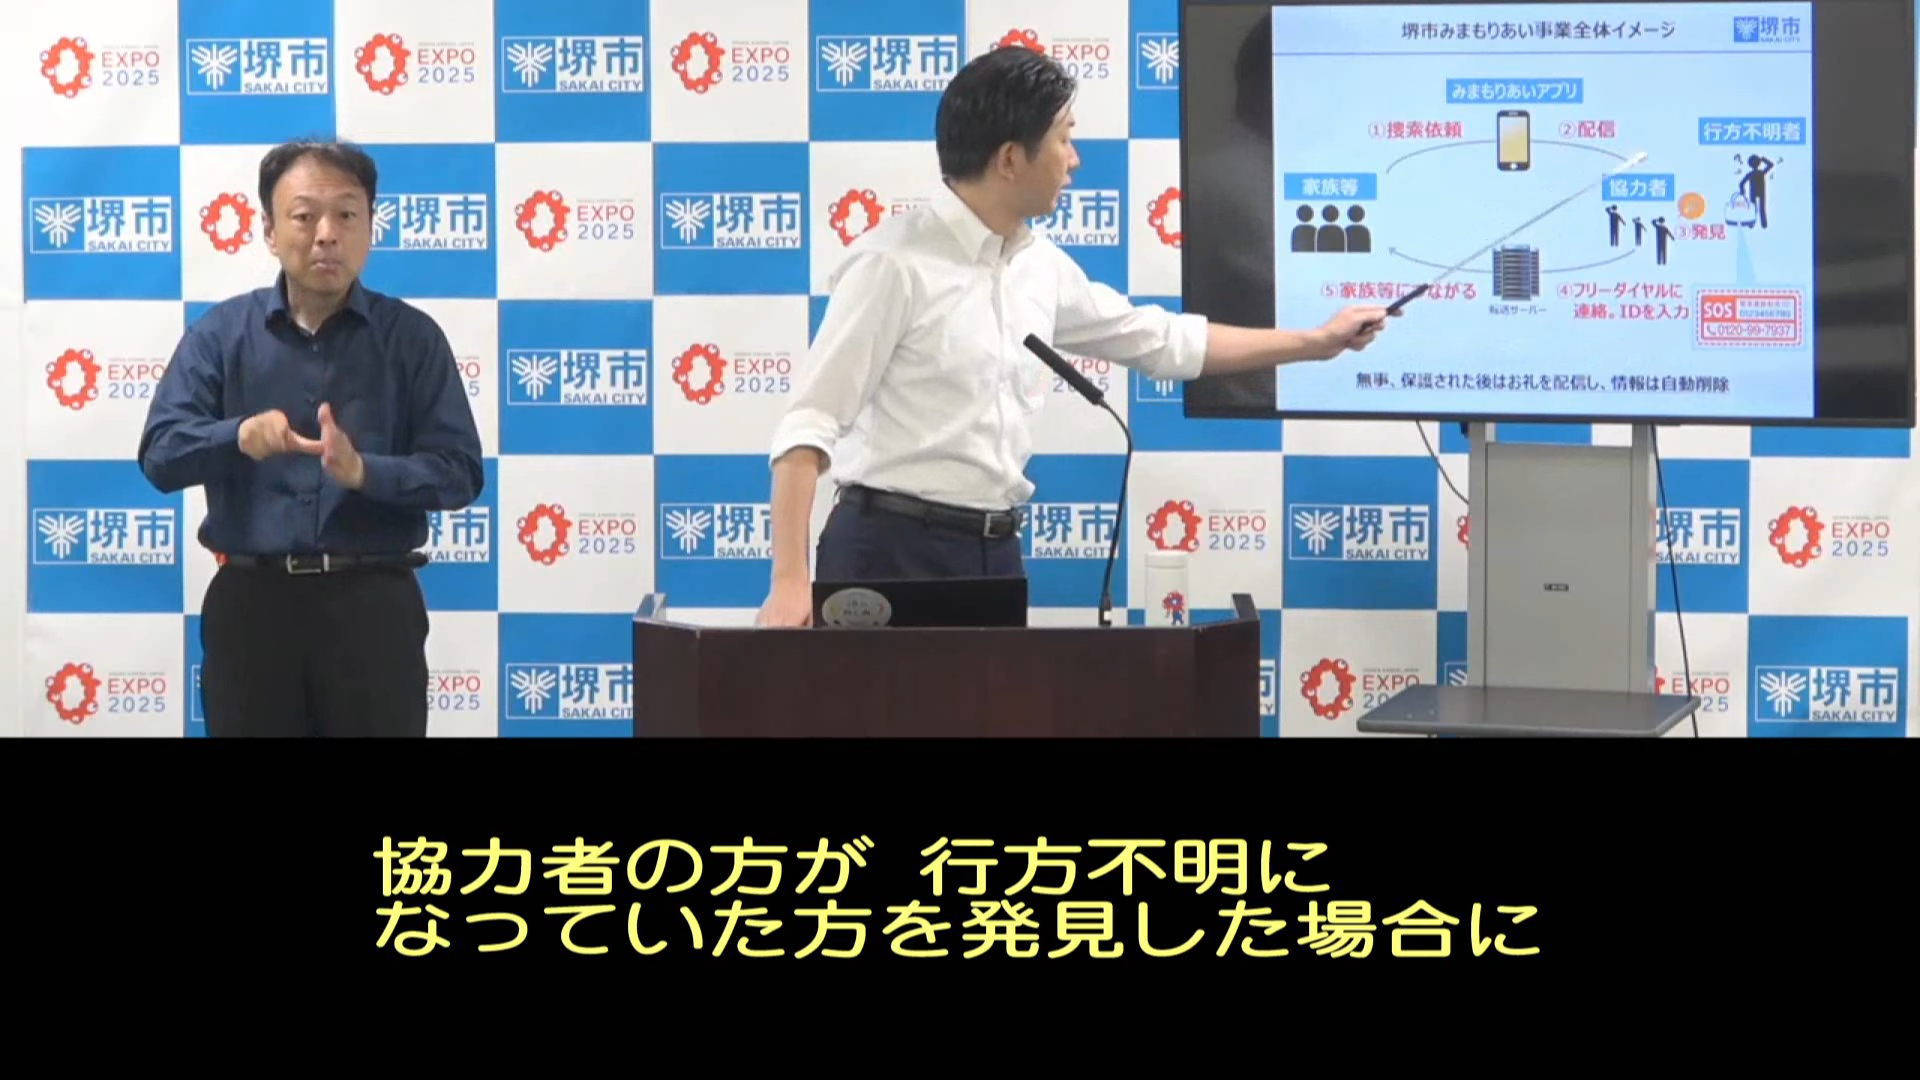 堺市みまもりあい事業全体イメージ
堺市
SAKAI CITY
みまもりあいアプリ
①捜索依頼
②配信
行方不明者
家族等
協力者
③発見
⑤家族等につながる
転送サーバー
④フリーダイヤルに
連絡。IDを入力
SOS
0120-99-7937
無事、保護された後はお礼を配信し、情報は自動削除
EXPO
2025
堺市
SAKAI CITY
協力者の方が 行方不明に
なっていた方を発見した場合に